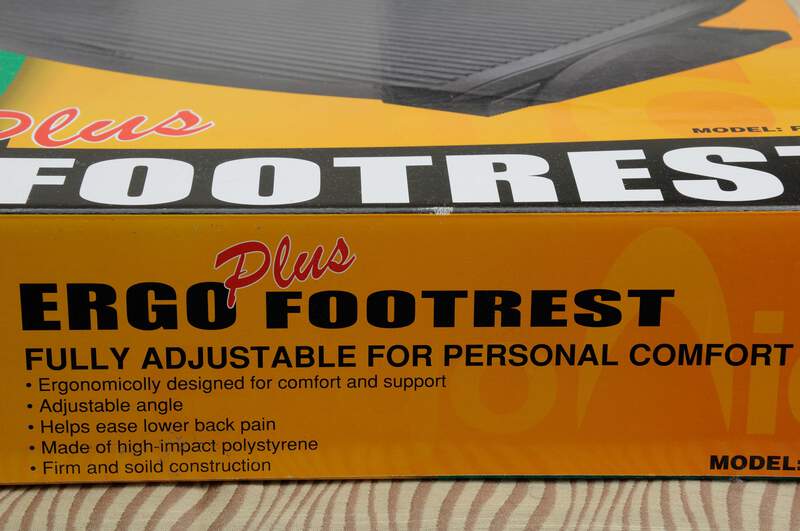 Plus
MODEL:
FOOTREST
Plus
ERGO FOOTREST
FULLY ADJUSTABLE FOR PERSONAL COMFORT
• Ergonomically designed for comfort and support
• Adjustable angle
• Helps ease lower back pain
• Made of high-impact polystyrene
• Firm and soild construction
MODEL: